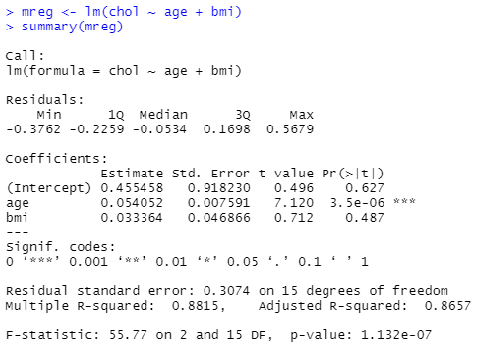 > mreg <- lm(chol ~ age + bmi)
> summary(mreg)
Call:
lm(formula = chol ~ age + bmi)
Residuals:
Min 1Q Median 3Q Max
-0.3762 -0.2259 -0.0534 0.1698 0.5679
Coefficients:
Estimate Std. Error t value Pr(>|t|)
(Intercept) 0.455458 0.918230 0.496 0.627
age 0.054052 0.007591 7.120 3.5e-06 ***
bmi 0.033364 0.046866 0.712 0.487
---
Signif. codes:
0 ‘***’ 0.001 ‘**’ 0.01 ‘*’ 0.05 ‘.’ 0.1 ‘ ’ 1
Residual standard error: 0.3074 on 15 degrees of freedom
Multiple R-squared: 0.8815, Adjusted R-squared: 0.8657
F-statistic: 55.77 on 2 and 15 DF, p-value: 1.132e-07